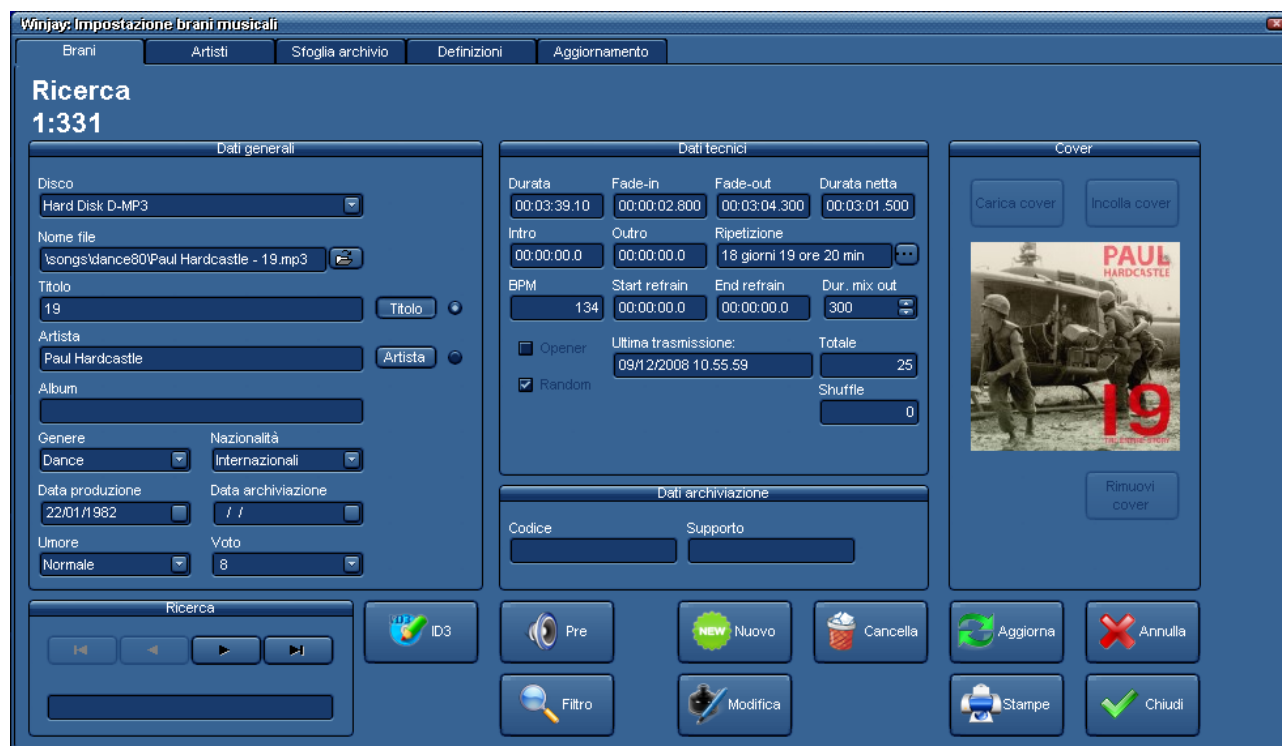 Winjay: Impostazione brani musicali
Brani Artisti Sfoglia archivio Definizioni Aggiornamento
Ricerca
1:331
Dati generali
Disco
Hard Disk D-MP3
Nome file
\songs\dance80\Paul Hardcastle - 19.mp3
Titolo
19 Titolo
Artista
Paul Hardcastle Artista
Album
Genere Nazionalità
Dance Internazionali
Data produzione Data archiviazione
22/01/1982 / /
Umore Voto
Normale 8
Dati tecnici
Durata Fade-in Fade-out Durata netta
00:03:39.10 00:00:02.800 00:03:04.300 00:03:01.500
Intro Outro Ripetizione
00:00:00.0 00:00:00.0 18 giorni 19 ore 20 min ...
BPM Start refrain End refrain Dur. mix out
134 00:00:00.0 00:00:00.0 300
Opener Ultima trasmissione: Totale
09/12/2008 10.55.59 25
Random Shuffle
0
Dati archiviazione
Codice Supporto
Cover
Carica cover Incolla cover
PAUL
HARDCASTLE
19
Rimuovi
cover
Ricerca
ID3 ID3 Pre NEW Nuovo Cancella Aggiorna Annulla
Filtro Modifica Stampe Chiudi